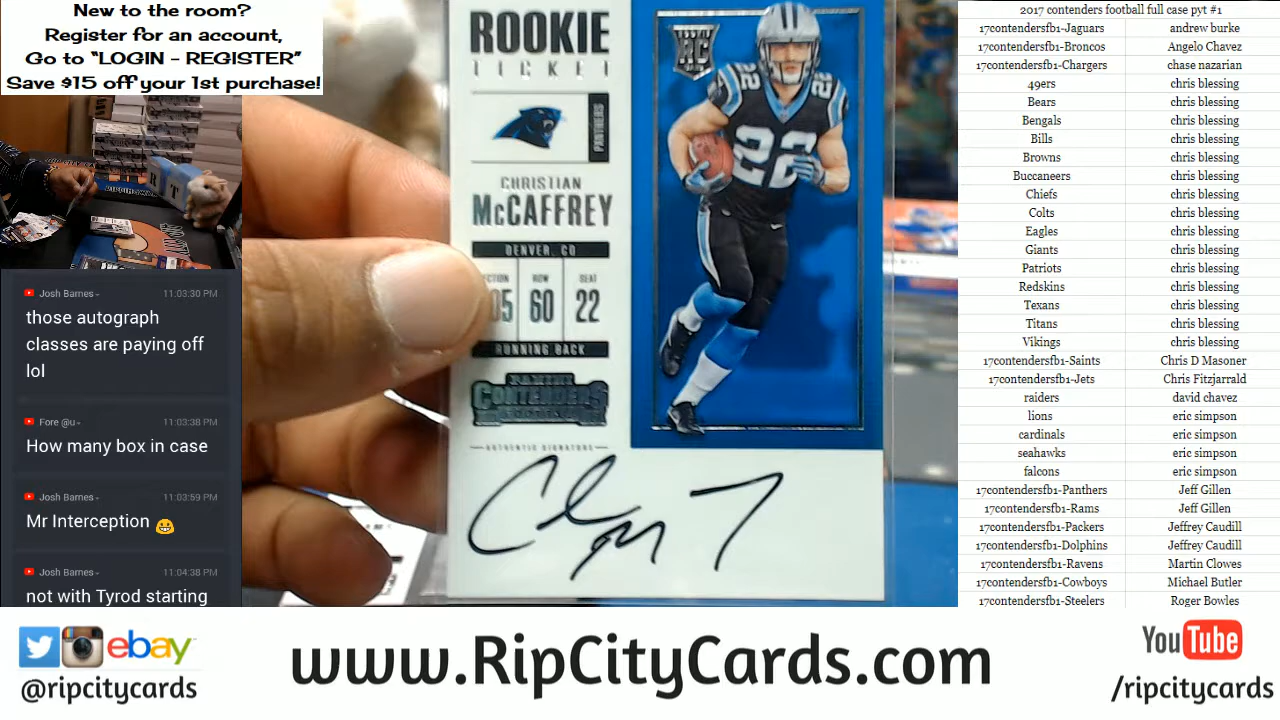 New to the room?
Register for an account,
Go to “LOGIN - REGISTER”
Save $15 off your 1st purchase!
Josh Barnes 11:03:30 PM
those autograph
classes are paying off
lol
Fore @u 11:03:38 PM
How many box in case
Josh Barnes 11:03:59 PM
Mr Interception 😀
Josh Barnes 11:04:38 PM
not with Tyrod starting
ROOKIE
TICKET
RC
PANTHERS
CHRISTIAN
McCAFFREY
DENVER, CO
ROW SEAT
60 22
RUNNING BACK
PANINI
CONTENDERS
AUTHENTIC SIGNATURE
22
22
22
2017 contenders football full case pyt #1
17contendersfb1-Jaguars andrew burke
17contendersfb1-Broncos Angelo Chavez
17contendersfb1-Chargers chase nazarian
49ers chris blessing
Bears chris blessing
Bengals chris blessing
Bills chris blessing
Browns chris blessing
Buccaneers chris blessing
Chiefs chris blessing
Colts chris blessing
Eagles chris blessing
Giants chris blessing
Patriots chris blessing
Redskins chris blessing
Texans chris blessing
Titans chris blessing
Vikings chris blessing
17contendersfb1-Saints Chris D Masoner
17contendersfb1-Jets Chris Fitzjarrald
raiders david chavez
lions eric simpson
cardinals eric simpson
seahawks eric simpson
falcons eric simpson
17contendersfb1-Panthers Jeff Gillen
17contendersfb1-Rams Jeff Gillen
17contendersfb1-Packers Jeffrey Caudill
17contendersfb1-Dolphins Jeffrey Caudill
17contendersfb1-Ravens Martin Clowes
17contendersfb1-Cowboys Michael Butler
17contendersfb1-Steelers Roger Bowles
ebay
@ripcitycards
www.RipCityCards.com
YouTube
/ripcitycards